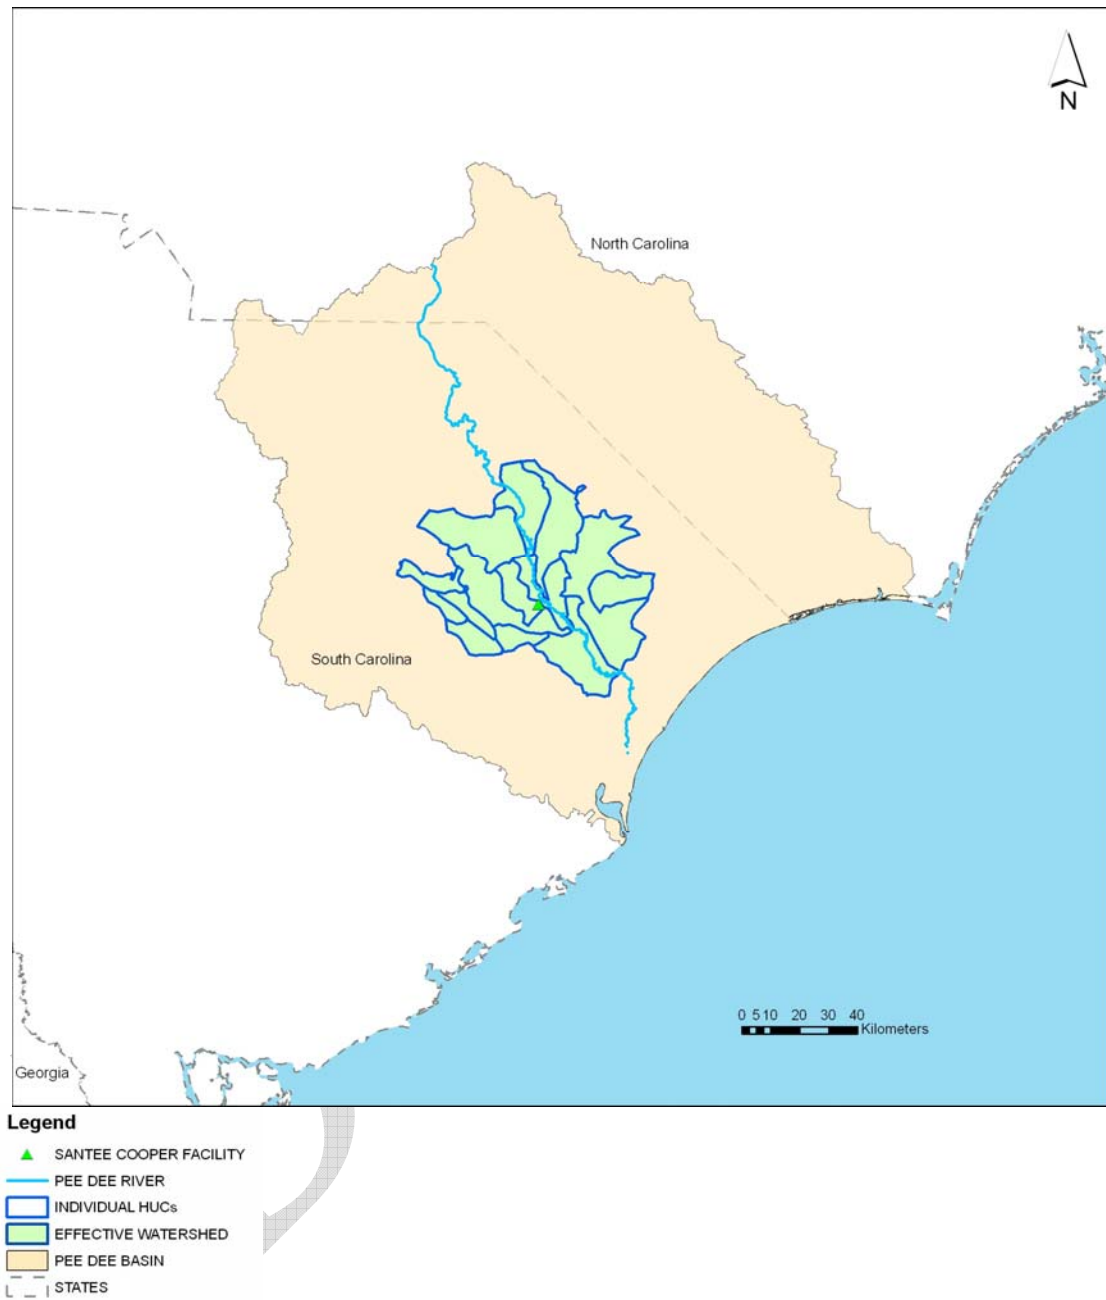 N
North Carolina
South Carolina
0 5 10 20 30 40
Kilometers
Georgia
Legend
SANTEE COOPER FACILITY
PEE DEE RIVER
INDIVIDUAL HUCs
EFFECTIVE WATERSHED
PEE DEE BASIN
STATES